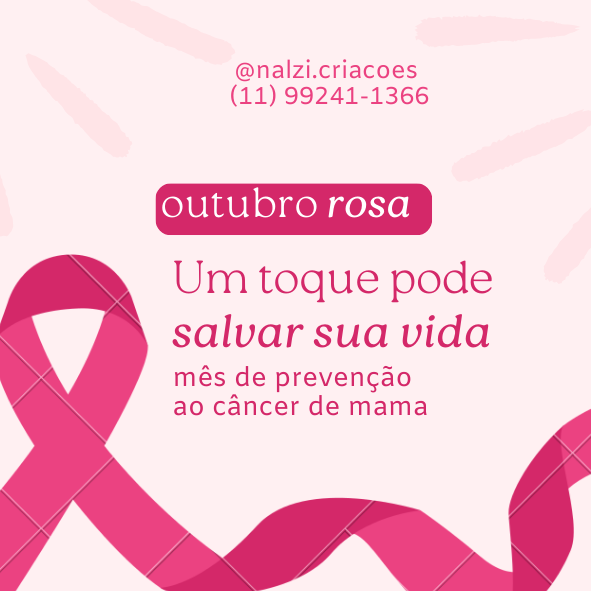 @nalzi.criacoes
(11) 99241-1366
outubro rosa
Um toque pode
salvar sua vida
mês de prevenção
ao câncer de mama